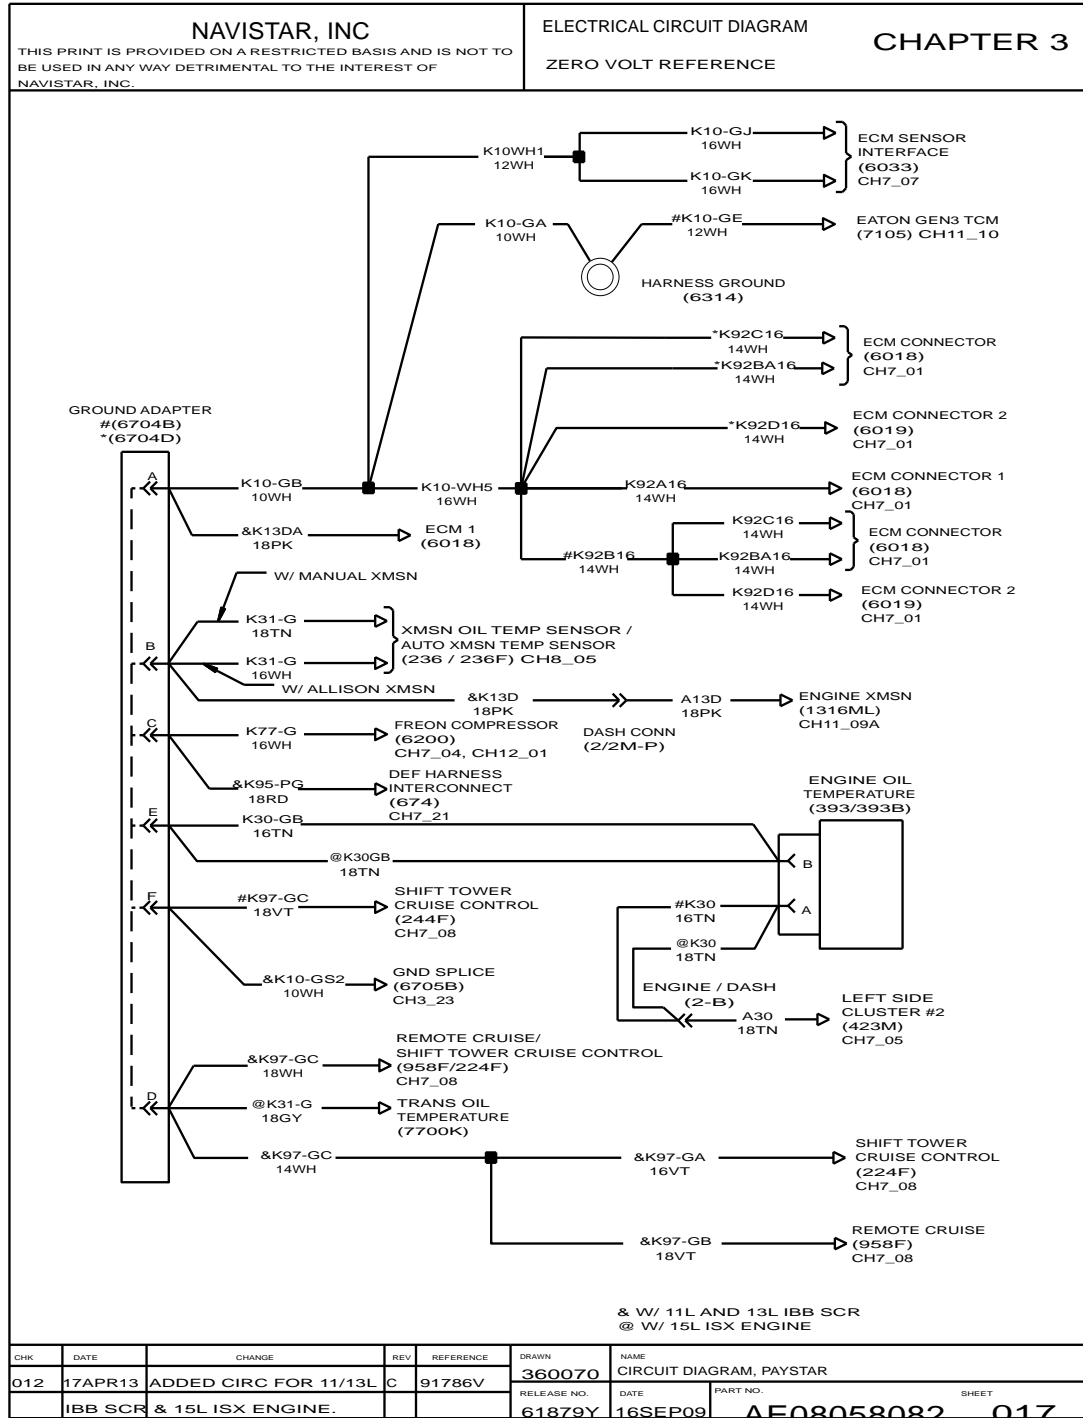 NAVISTAR, INC
THIS PRINT IS PROVIDED ON A RESTRICTED BASIS AND IS NOT TO
BE USED IN ANY WAY DETRIMENTAL TO THE INTEREST OF
NAVISTAR, INC.
ELECTRICAL CIRCUIT DIAGRAM
ZERO VOLT REFERENCE
CHAPTER 3
K10WH1
12WH
K10-GJ
16WH
K10-GK
16WH
ECM SENSOR
INTERFACE
(6033)
CH7_07
K10-GA
10WH
#K10-GE
12WH
EATON GEN3 TCM
(7105) CH11_10
HARNESS GROUND
(6314)
*K92C16
14WH
*K92BA16
14WH
ECM CONNECTOR
(6018)
CH7_01
*K92D16
14WH
ECM CONNECTOR 2
(6019)
CH7_01
GROUND ADAPTER
#(6704B)
*(6704D)
A
K10-GB
10WH
K10-WH5
16WH
K92A16
14WH
ECM CONNECTOR 1
(6018)
CH7_01
&K13DA
18PK
ECM 1
(6018)
K92C16
14WH
#K92B16
14WH
K92BA16
14WH
ECM CONNECTOR
(6018)
CH7_01
K92D16
14WH
ECM CONNECTOR 2
(6019)
CH7_01
W/ MANUAL XMSN
B
K31-G
18TN
K31-G
16WH
XMSN OIL TEMP SENSOR /
AUTO XMSN TEMP SENSOR
(236 / 236F) CH8_05
W/ ALLISON XMSN
&K13D
18PK
DASH CONN
(2/2M-P)
A13D
18PK
ENGINE XMSN
(1316ML)
CH11_09A
C
K77-G
16WH
FREON COMPRESSOR
(6200)
CH7_04, CH12_01
&K95-PG
18RD
DEF HARNESS
INTERCONNECT
(674)
CH7_21
ENGINE OIL
TEMPERATURE
(393/393B)
E
K30-GB
16TN
@K30GB
18TN
B
A
F
#K97-GC
18VT
SHIFT TOWER
CRUISE CONTROL
(244F)
CH7_08
#K30
16TN
@K30
18TN
&K10-GS2
10WH
GND SPLICE
(6705B)
CH3_23
ENGINE / DASH
(2-B)
A30
18TN
LEFT SIDE
CLUSTER #2
(423M)
CH7_05
&K97-GC
18WH
REMOTE CRUISE/
SHIFT TOWER CRUISE CONTROL
(958F/224F)
CH7_08
D
@K31-G
18GY
TRANS OIL
TEMPERATURE
(7700K)
&K97-GC
14WH
&K97-GA
16VT
SHIFT TOWER
CRUISE CONTROL
(224F)
CH7_08
&K97-GB
18VT
REMOTE CRUISE
(958F)
CH7_08
& W/ 11L AND 13L IBB SCR
@ W/ 15L ISX ENGINE
CHK DATE CHANGE REV REFERENCE DRAWN NAME
012 17APR13 ADDED CIRC FOR 11/13L C 91786V 360070 CIRCUIT DIAGRAM, PAYSTAR
IBB SCR & 15L ISX ENGINE.
RELEASE NO. DATE PART NO. SHEET
61879Y 16SEP09 AE08058082 017